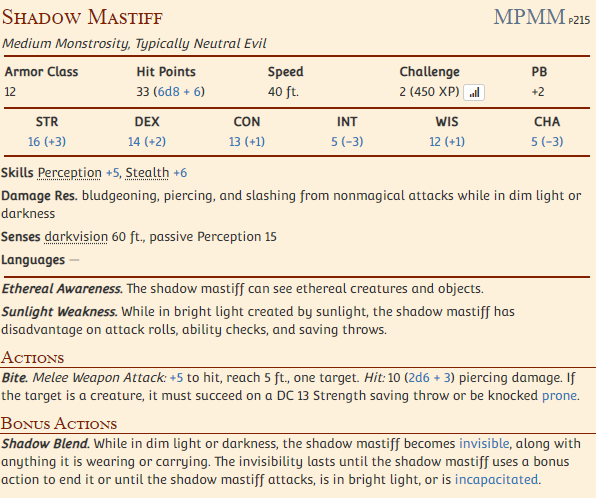 Shadow Mastiff MPMM P215
Medium Monstrosity, Typically Neutral Evil
Armor Class Hit Points Speed Challenge PB
12 33 (6d8 + 6) 40 ft. 2 (450 XP) +2
STR DEX CON INT WIS CHA
16 (+3) 14 (+2) 13 (+1) 5 (−3) 12 (+1) 5 (−3)
Skills Perception +5, Stealth +6
Damage Res. bludgeoning, piercing, and slashing from nonmagical attacks while in dim light or
darkness
Senses darkvision 60 ft., passive Perception 15
Languages —
Ethereal Awareness. The shadow mastiff can see ethereal creatures and objects.
Sunlight Weakness. While in bright light created by sunlight, the shadow mastiff has
disadvantage on attack rolls, ability checks, and saving throws.
Actions
Bite. Melee Weapon Attack: +5 to hit, reach 5 ft., one target. Hit: 10 (2d6 + 3) piercing damage. If
the target is a creature, it must succeed on a DC 13 Strength saving throw or be knocked prone.
Bonus Actions
Shadow Blend. While in dim light or darkness, the shadow mastiff becomes invisible, along with
anything it is wearing or carrying. The invisibility lasts until the shadow mastiff uses a bonus
action to end it or until the shadow mastiff attacks, is in bright light, or is incapacitated.